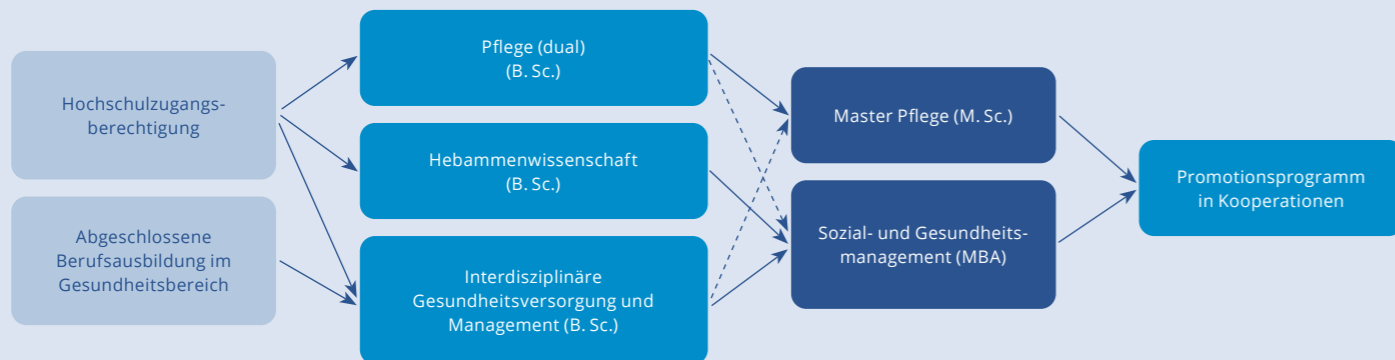 Hochschulzugangs-
berechtigung
Abgeschlossene
Berufsausbildung im
Gesundheitsbereich
Pflege (dual)
(B. Sc.)
Hebammenwissenschaft
(B. Sc.)
Interdisziplinäre
Gesundheitsversorgung und
Management (B. Sc.)
Master Pflege (M. Sc.)
Sozial- und Gesundheits-
management (MBA)
Promotionsprogramm
in Kooperationen